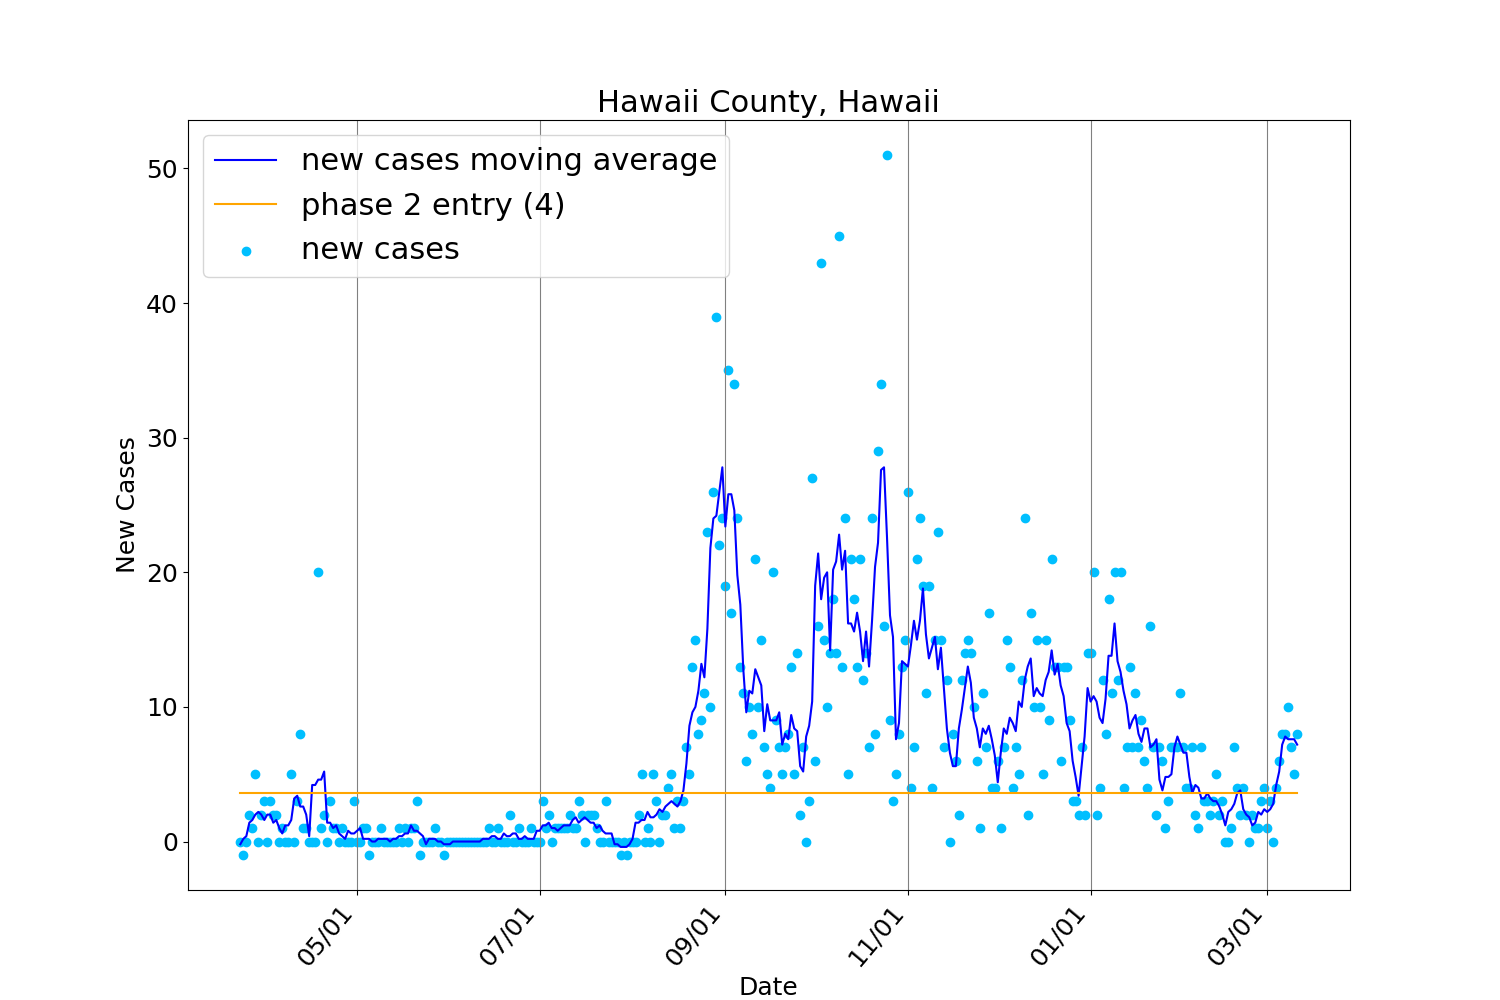 Hawaii County, Hawaii
new cases moving average
phase 2 entry (4)
new cases
50
40
30
20
10
0
New Cases
05/01
07/01
09/01
11/01
01/01
03/01
Date